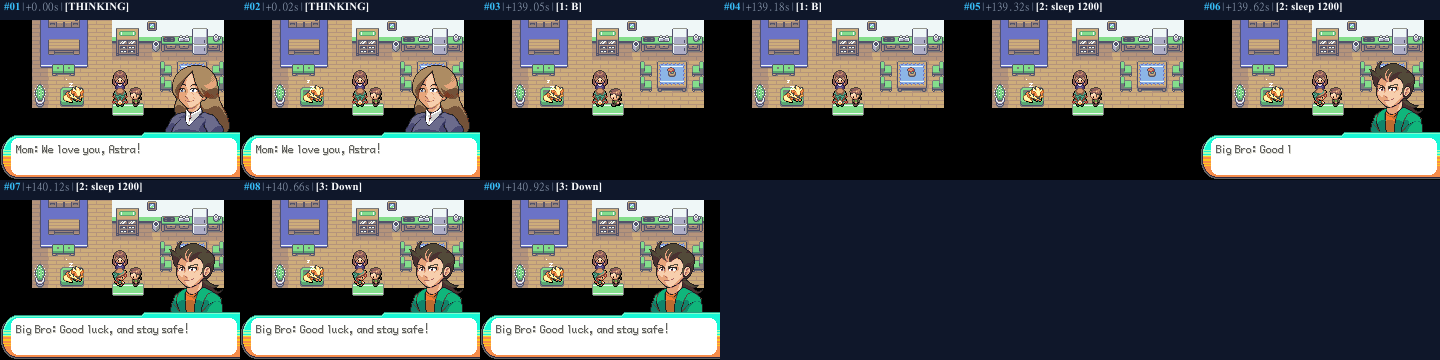 #01 | +0.00s | [THINKING]
#02 | +0.02s | [THINKING]
#03 | +139.05s | [1: B]
#04 | +139.18s | [1: B]
#05 | +139.32s | [2: sleep 1200]
#06 | +139.62s | [2: sleep 1200]
Mom: We love you, Astra!
Mom: We love you, Astra!
Big Bro: Good l
#07 | +140.12s | [2: sleep 1200]
#08 | +140.66s | [3: Down]
#09 | +140.92s | [3: Down]
Big Bro: Good luck, and stay safe!
Big Bro: Good luck, and stay safe!
Big Bro: Good luck, and stay safe!